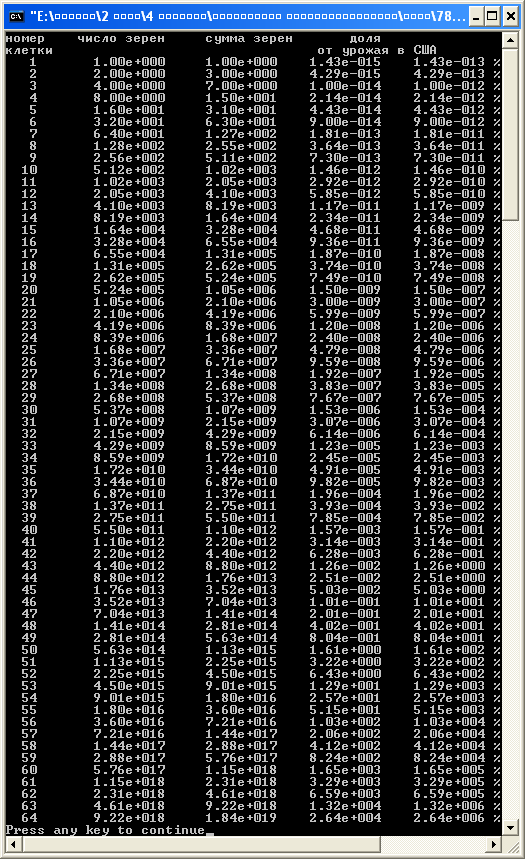 "E:\□□□□□□□\2 □□□□\4 □□□□□□□\□□□□□□□□□□ □□□□□□□□□□□□□□□□\□□□□\78...
номер число зерен сумма зерен доля
клетки от урожая в США
1 1.00e+000 1.00e+000 1.43e-015 1.43e-013 %
2 2.00e+000 3.00e+000 4.29e-015 4.29e-013 %
3 4.00e+000 7.00e+000 1.00e-014 1.00e-012 %
4 8.00e+000 1.50e+001 2.14e-014 2.14e-012 %
5 1.60e+001 3.10e+001 4.43e-014 4.43e-012 %
6 3.20e+001 6.30e+001 9.00e-014 9.00e-012 %
7 6.40e+001 1.27e+002 1.81e-013 1.81e-011 %
8 1.28e+002 2.55e+002 3.64e-013 3.64e-011 %
9 2.56e+002 5.11e+002 7.30e-013 7.30e-011 %
10 5.12e+002 1.02e+003 1.46e-012 1.46e-010 %
11 1.02e+003 2.05e+003 2.92e-012 2.92e-010 %
12 2.05e+003 4.10e+003 5.85e-012 5.85e-010 %
13 4.10e+003 8.19e+003 1.17e-011 1.17e-009 %
14 8.19e+003 1.64e+004 2.34e-011 2.34e-009 %
15 1.64e+004 3.28e+004 4.68e-011 4.68e-009 %
16 3.28e+004 6.55e+004 9.36e-011 9.36e-009 %
17 6.55e+004 1.31e+005 1.87e-010 1.87e-008 %
18 1.31e+005 2.62e+005 3.74e-010 3.74e-008 %
19 2.62e+005 5.24e+005 7.49e-010 7.49e-008 %
20 5.24e+005 1.05e+006 1.50e-009 1.50e-007 %
21 1.05e+006 2.10e+006 3.00e-009 3.00e-007 %
22 2.10e+006 4.19e+006 5.99e-009 5.99e-007 %
23 4.19e+006 8.39e+006 1.20e-008 1.20e-006 %
24 8.39e+006 1.68e+007 2.40e-008 2.40e-006 %
25 1.68e+007 3.36e+007 4.79e-008 4.79e-006 %
26 3.36e+007 6.71e+007 9.59e-008 9.59e-006 %
27 6.71e+007 1.34e+008 1.92e-007 1.92e-005 %
28 1.34e+008 2.68e+008 3.83e-007 3.83e-005 %
29 2.68e+008 5.37e+008 7.67e-007 7.67e-005 %
30 5.37e+008 1.07e+009 1.53e-006 1.53e-004 %
31 1.07e+009 2.15e+009 3.07e-006 3.07e-004 %
32 2.15e+009 4.29e+009 6.14e-006 6.14e-004 %
33 4.29e+009 8.59e+009 1.23e-005 1.23e-003 %
34 8.59e+009 1.72e+010 2.45e-005 2.45e-003 %
35 1.72e+010 3.44e+010 4.91e-005 4.91e-003 %
36 3.44e+010 6.87e+010 9.82e-005 9.82e-003 %
37 6.87e+010 1.37e+011 1.96e-004 1.96e-002 %
38 1.37e+011 2.75e+011 3.93e-004 3.93e-002 %
39 2.75e+011 5.50e+011 7.85e-004 7.85e-002 %
40 5.50e+011 1.10e+012 1.57e-003 1.57e-001 %
41 1.10e+012 2.20e+012 3.14e-003 3.14e-001 %
42 2.20e+012 4.40e+012 6.28e-003 6.28e-001 %
43 4.40e+012 8.80e+012 1.26e-002 1.26e+000 %
44 8.80e+012 1.76e+013 2.51e-002 2.51e+000 %
45 1.76e+013 3.52e+013 5.03e-002 5.03e+000 %
46 3.52e+013 7.04e+013 1.01e-001 1.01e+001 %
47 7.04e+013 1.41e+014 2.01e-001 2.01e+001 %
48 1.41e+014 2.81e+014 4.02e-001 4.02e+001 %
49 2.81e+014 5.63e+014 8.04e-001 8.04e+001 %
50 5.63e+014 1.13e+015 1.61e+000 1.61e+002 %
51 1.13e+015 2.25e+015 3.22e+000 3.22e+002 %
52 2.25e+015 4.50e+015 6.43e+000 6.43e+002 %
53 4.50e+015 9.01e+015 1.29e+001 1.29e+003 %
54 9.01e+015 1.80e+016 2.57e+001 2.57e+003 %
55 1.80e+016 3.60e+016 5.15e+001 5.15e+003 %
56 3.60e+016 7.21e+016 1.03e+002 1.03e+004 %
57 7.21e+016 1.44e+017 2.06e+002 2.06e+004 %
58 1.44e+017 2.88e+017 4.12e+002 4.12e+004 %
59 2.88e+017 5.76e+017 8.24e+002 8.24e+004 %
60 5.76e+017 1.15e+018 1.65e+003 1.65e+005 %
61 1.15e+018 2.31e+018 3.29e+003 3.29e+005 %
62 2.31e+018 4.61e+018 6.59e+003 6.59e+005 %
63 4.61e+018 9.22e+018 1.32e+004 1.32e+006 %
64 9.22e+018 1.84e+019 2.64e+004 2.64e+006 %
Press any key to continue_